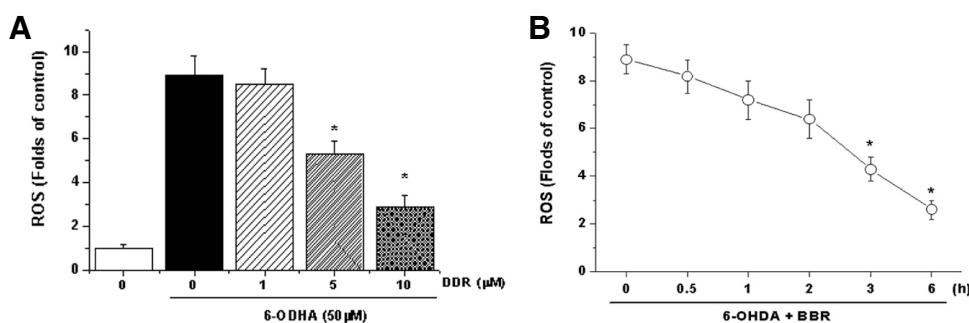 A
ROS (Folds of control)
10
8
6
4
2
0
*
*
0 0 1 5 10 DDR (µM)
6-ODHA (50 µM)
B
ROS (Flods of control)
10
8
6
4
2
0
*
*
0 0.5 1 2 3 6 (h)
6-OHDA + BBR